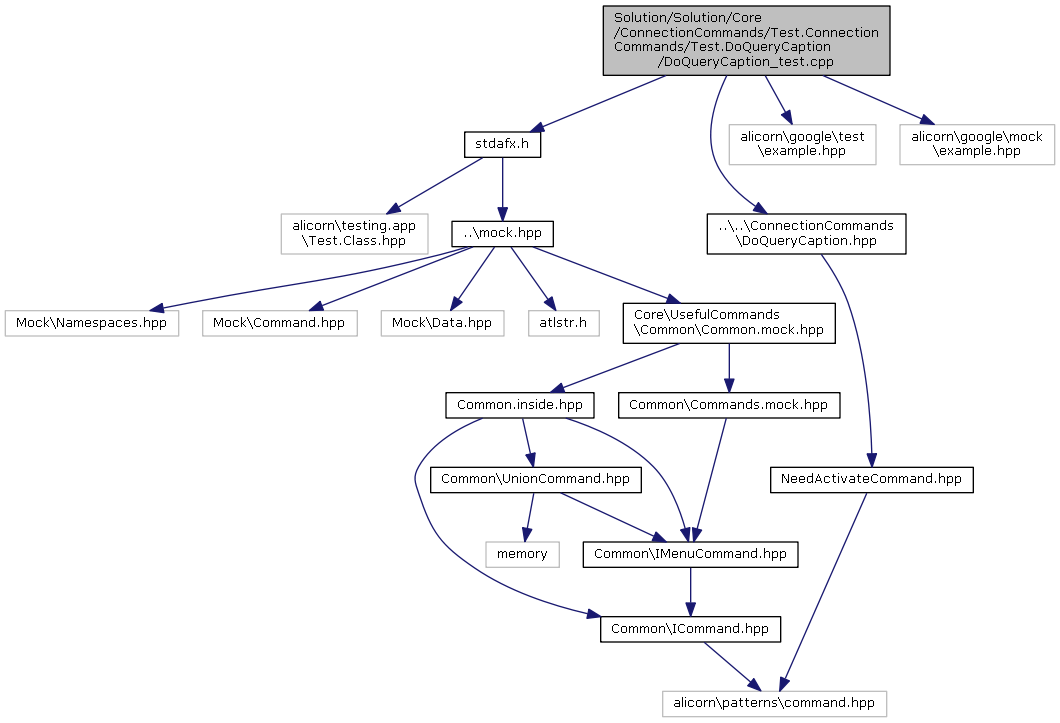 Solution/Solution/Core
/ConnectionCommands/Test.Connection
Commands/Test.DoQueryCaption
/DoQueryCaption_test.cpp
stdafx.h
alicorn\google\test
\example.hpp
alicorn\google\mock
\example.hpp
alicorn\testing.app
\Test.Class.hpp
..\mock.hpp
..\..\ConnectionCommands
\DoQueryCaption.hpp
Mock\Namespaces.hpp
Mock\Command.hpp
Mock\Data.hpp
atlstr.h
Core\UsefulCommands
\Common\Common.mock.hpp
Common.inside.hpp
Common\Commands.mock.hpp
Common\UnionCommand.hpp
NeedActivateCommand.hpp
memory
Common\IMenuCommand.hpp
Common\ICommand.hpp
alicorn\patterns\command.hpp